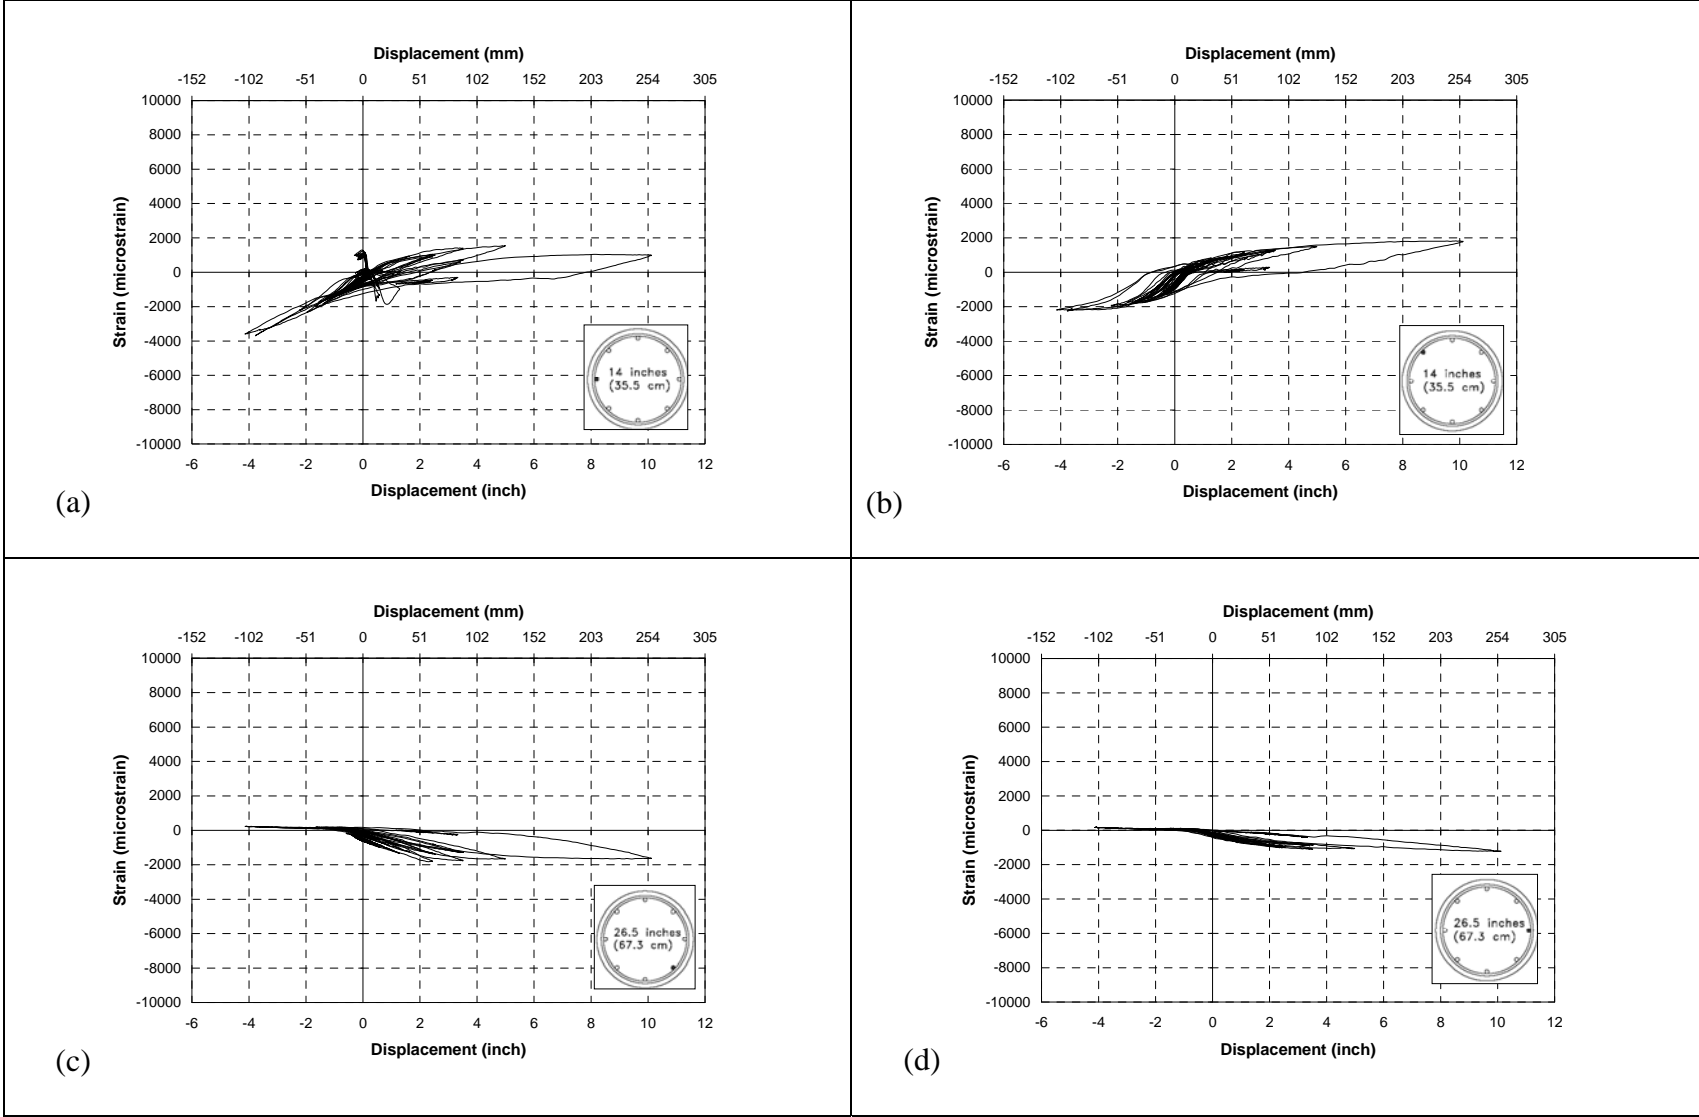 Displacement (mm)
-152 -102 -51 0 51 102 152 203 254 305
10000
8000
6000
4000
2000
0
-2000
-4000
-6000
-8000
-10000
Strain (microstrain)
14 inches
(35.5 cm)
-6 -4 -2 0 2 4 6 8 10 12
Displacement (inch)
(a)
Displacement (mm)
-152 -102 -51 0 51 102 152 203 254 305
10000
8000
6000
4000
2000
0
-2000
-4000
-6000
-8000
-10000
Strain (microstrain)
14 inches
(35.5 cm)
-6 -4 -2 0 2 4 6 8 10 12
Displacement (inch)
(b)
Displacement (mm)
-152 -102 -51 0 51 102 152 203 254 305
10000
8000
6000
4000
2000
0
-2000
-4000
-6000
-8000
-10000
Strain (microstrain)
26.5 inches
(67.3 cm)
-6 -4 -2 0 2 4 6 8 10 12
Displacement (inch)
(c)
Displacement (mm)
-152 -102 -51 0 51 102 152 203 254 305
10000
8000
6000
4000
2000
0
-2000
-4000
-6000
-8000
-10000
Strain (microstrain)
26.5 inches
(67.3 cm)
-6 -4 -2 0 2 4 6 8 10 12
Displacement (inch)
(d)